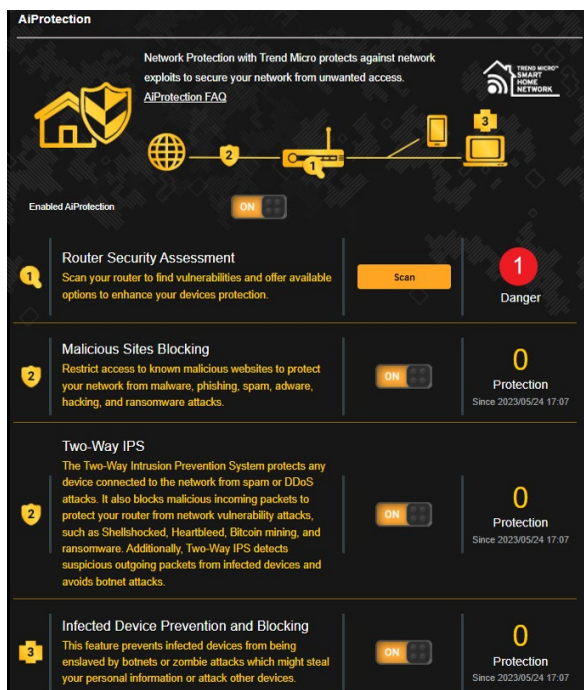 AiProtection
Network Protection with Trend Micro protects against network
exploits to secure your network from unwanted access.
AiProtection FAQ
TREND MICRO™
SMART
HOME
NETWORK
3
2
1
Enabled AiProtection
ON
1
Router Security Assessment
Scan your router to find vulnerabilities and offer available
options to enhance your devices protection.
Scan
1
Danger
2
Malicious Sites Blocking
Restrict access to known malicious websites to protect
your network from malware, phishing, spam, adware,
hacking, and ransomware attacks.
ON
0
Protection
Since 2023/05/24 17:07
2
Two-Way IPS
The Two-Way Intrusion Prevention System protects any
device connected to the network from spam or DDoS
attacks. It also blocks malicious incoming packets to
protect your router from network vulnerability attacks,
such as Shellshocked, Heartbleed, Bitcoin mining, and
ransomware. Additionally, Two-Way IPS detects
suspicious outgoing packets from infected devices and
avoids botnet attacks.
ON
0
Protection
Since 2023/05/24 17:07
3
Infected Device Prevention and Blocking
This feature prevents infected devices from being
enslaved by botnets or zombie attacks which might steal
your personal information or attack other devices.
ON
0
Protection
Since 2023/05/24 17:07